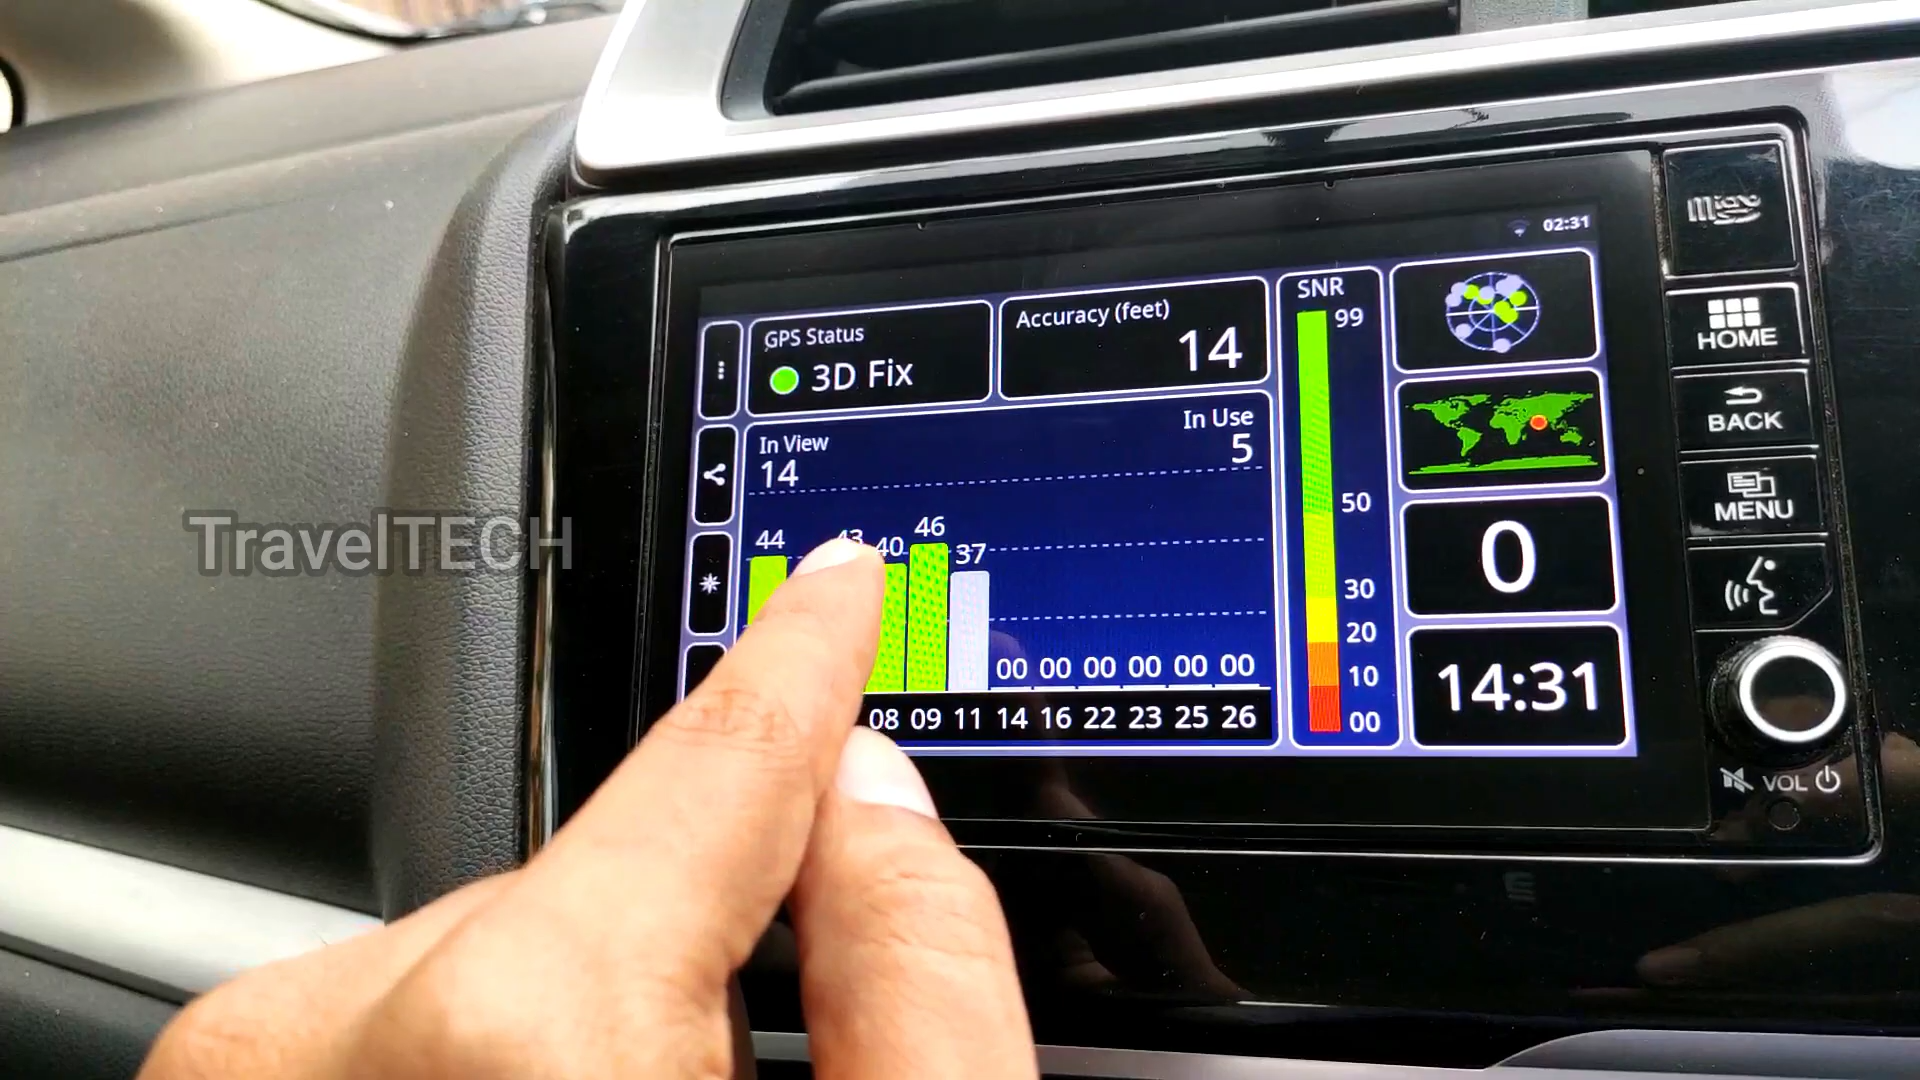 02:31
GPS Status
3D Fix
Accuracy (feet)
14
In View
14
In Use
5
44 43 40 46 37 00 00 00 00 00 00
08 09 11 14 16 22 23 25 26
SNR
99
50
30
20
10
00
0
14:31
micro
HOME
BACK
MENU
VOL
TravelTECH